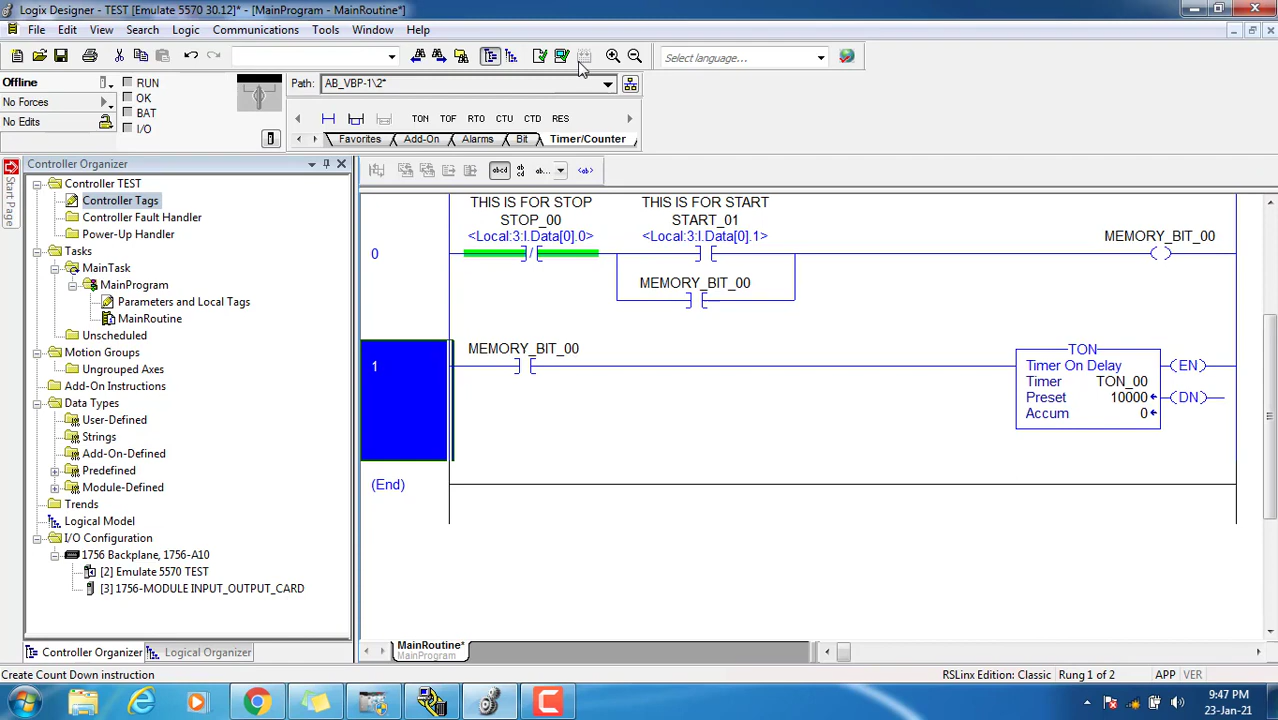 Logix Designer - TEST [Emulate 5570 30.12]* - [MainProgram - MainRoutine*]
File Edit View Search Logic Communications Tools Window Help
Select language...
Offline
RUN
Path: AB_VBP-1\2*
No Forces
OK
No Edits
BAT
I/O
TON TOF RTO CTU CTD RES
Favorites Add-On Alarms Bit Timer/Counter
Start Page
Controller Organizer
Controller TEST
Controller Tags
Controller Fault Handler
Power-Up Handler
Tasks
MainTask
MainProgram
Parameters and Local Tags
MainRoutine
Unscheduled
Motion Groups
Ungrouped Axes
Add-On Instructions
Data Types
User-Defined
Strings
Add-On-Defined
Predefined
Module-Defined
Trends
Logical Model
I/O Configuration
1756 Backplane, 1756-A10
[2] Emulate 5570 TEST
[3] 1756-MODULE INPUT_OUTPUT_CARD
Controller Organizer Logical Organizer
abcd ab cd ab...
<ab>
THIS IS FOR STOP THIS IS FOR START
STOP_00 START_01
<Local:3:I.Data[0].0> <Local:3:I.Data[0].1> MEMORY_BIT_00
0
MEMORY_BIT_00
MEMORY_BIT_00
1
TON
Timer On Delay
Timer TON_00
Preset 10000
Accum 0
EN
DN
(End)
MainRoutine*
MainProgram
Create Count Down instruction
RSLinx Edition: Classic Rung 1 of 2 APP VER
9:47 PM
23-Jan-21